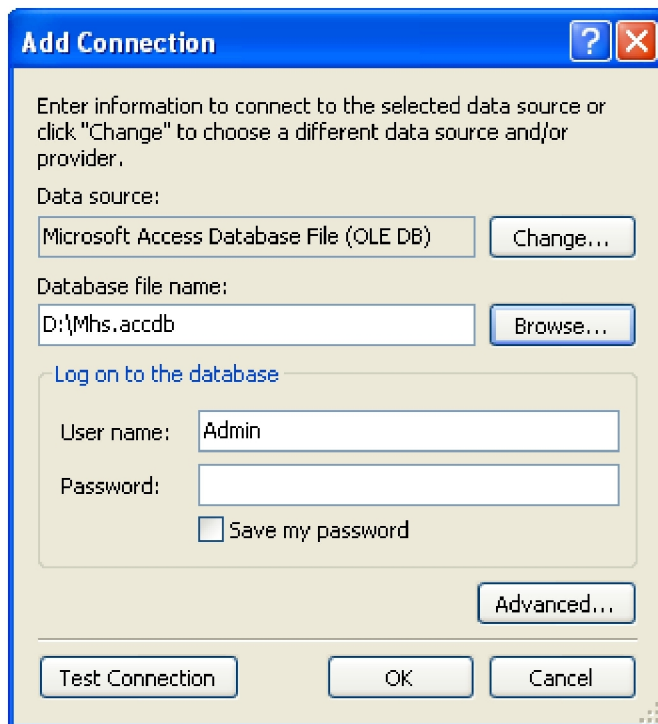 Add Connection
Enter information to connect to the selected data source or
click "Change" to choose a different data source and/or
provider.
Data source:
Microsoft Access Database File (OLE DB)
Change...
Database file name:
D:\Mhs.accdb
Browse...
Log on to the database
User name:
Admin
Password:
Save my password
Advanced...
Test Connection
OK
Cancel